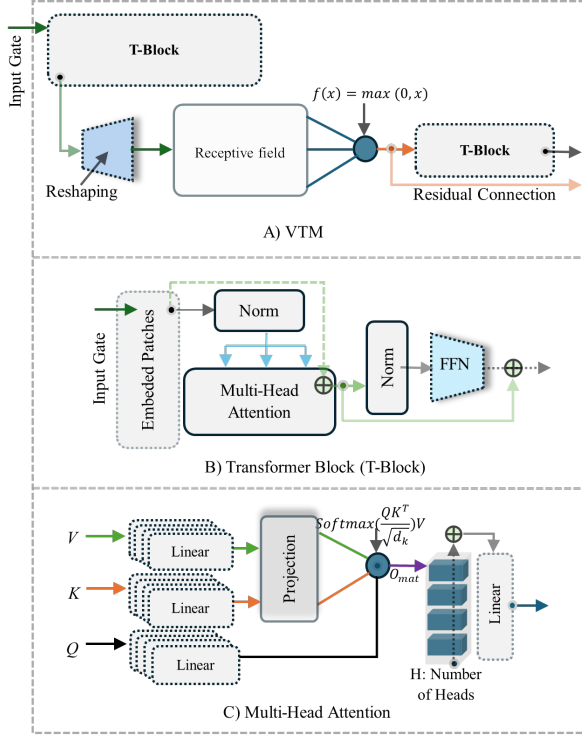 Input Gate
T-Block
f(x) = max (0, x)
Receptive field
T-Block
Reshaping
Residual Connection
A) VTM
Input Gate
Embeded Patches
Norm
Multi-Head
Attention
Norm
FFN
B) Transformer Block (T-Block)
V
Linear
Projection
Softmax(QK^T/√d_k)V
K
Linear
O_mat
Linear
Q
Linear
H: Number
of Heads
C) Multi-Head Attention